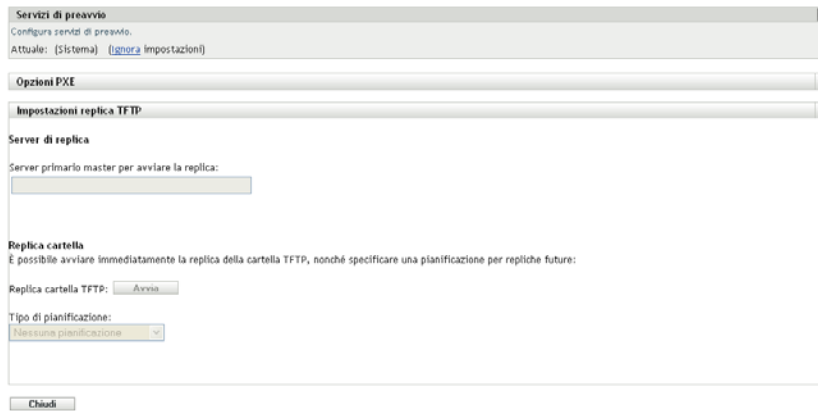 Servizi di preavvio
Configura servizi di preavvio.
Attuale: (Sistema) (Ignora impostazioni)
Opzioni PXE
Impostazioni replica TFTP
Server di replica
Server primario master per avviare la replica:
Replica cartella
È possibile avviare immediatamente la replica della cartella TFTP, nonché specificare una pianificazione per repliche future:
Replica cartella TFTP: Avvia
Tipo di pianificazione:
Nessuna pianificazione
Chiudi